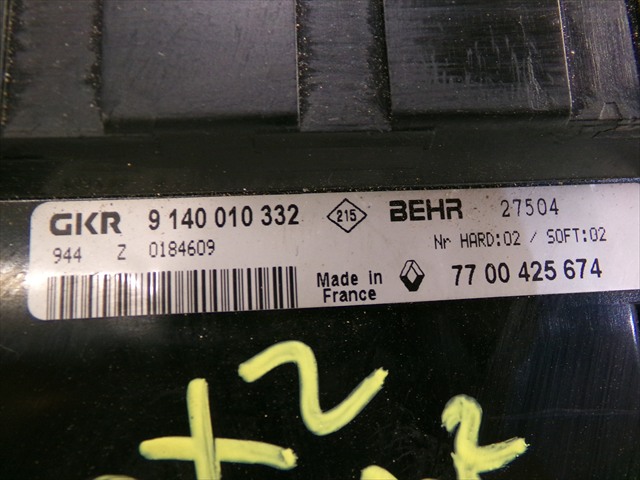 GKR 9 140 010 332 215 BEHR 27504
944 Z 0184609 Nr HARD:02 / SOFT:02
Made in France 77 00 425 674
+2